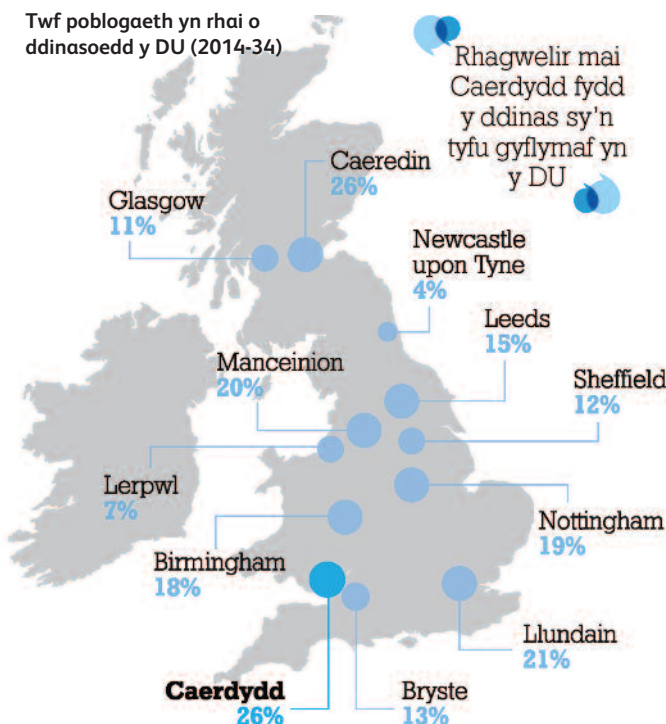 Twf poblogaeth yn rhai o
ddinasoedd y DU (2014-34)
Rhagwelir mai
Caerdydd fydd
y ddinas sy'n
tyfu gyflymaf yn
y DU
Caeredin
26%
Glasgow
11%
Newcastle
upon Tyne
4%
Leeds
15%
Manceinion
20%
Sheffield
12%
Lerpwl
7%
Nottingham
19%
Birmingham
18%
Llundain
21%
Caerdydd
26%
Bryste
13%